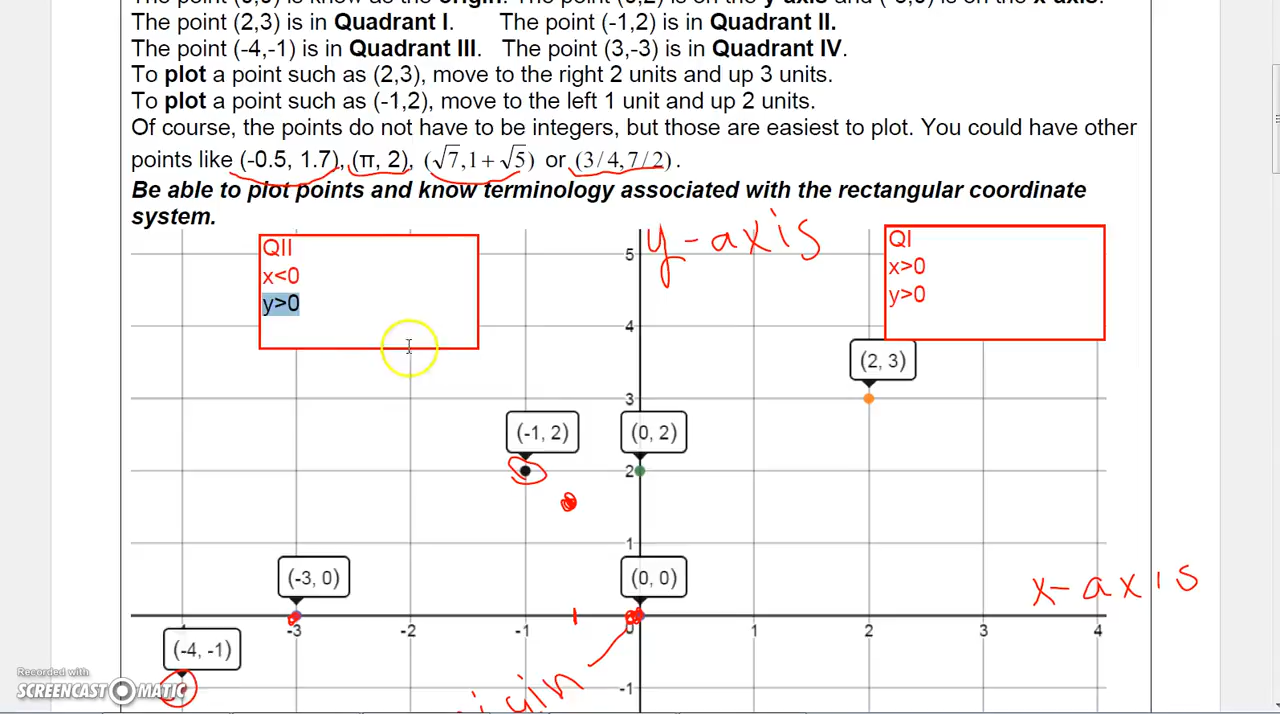 The point (2,3) is in Quadrant I. The point (-1,2) is in Quadrant II.
The point (-4,-1) is in Quadrant III. The point (3,-3) is in Quadrant IV.
To plot a point such as (2,3), move to the right 2 units and up 3 units.
To plot a point such as (-1,2), move to the left 1 unit and up 2 units.
Of course, the points do not have to be integers, but those are easiest to plot. You could have other
points like (-0.5, 1.7), (π, 2), (√7,1+√5) or (3/4,7/2).
Be able to plot points and know terminology associated with the rectangular coordinate
system.
QII
x<0
y>0
y-axis
QI
x>0
y>0
5
4
(2, 3)
3
(-1, 2)
(0, 2)
2
1
(-3, 0)
(0, 0)
x-axis
-3
-2
-1
0
1
2
3
4
(-4, -1)
-1
Recorded with
SCREENCAST MATIC